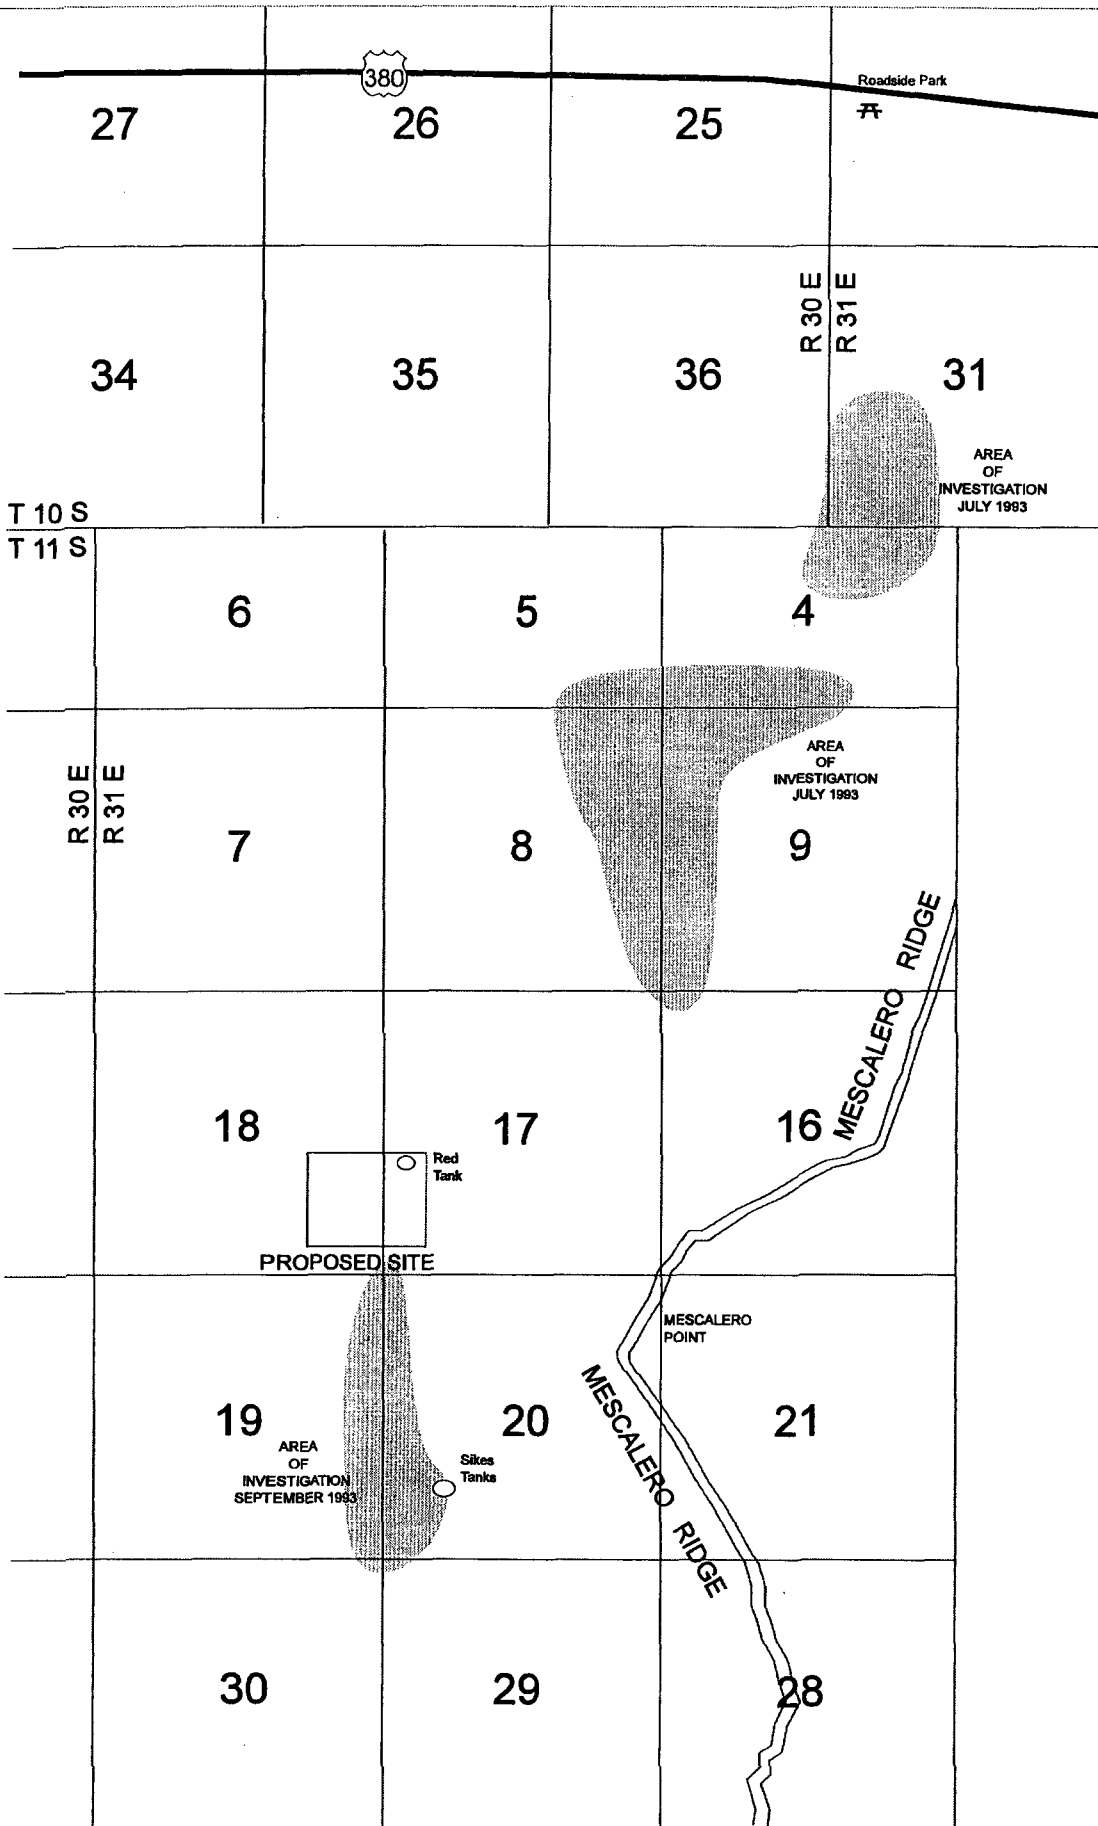 380
Roadside Park
27
26
25
R 30 E
R 31 E
34
35
36
31
AREA
OF
INVESTIGATION
JULY 1993
T 10 S
T 11 S
6
5
4
AREA
OF
INVESTIGATION
JULY 1993
R 30 E
R 31 E
7
8
9
MESCALERO RIDGE
18
17
16
Red
Tank
PROPOSED SITE
MESCALERO
POINT
MESCALERO RIDGE
19
20
21
AREA
OF
INVESTIGATION
SEPTEMBER 1993
Sikes
Tanks
30
29
28